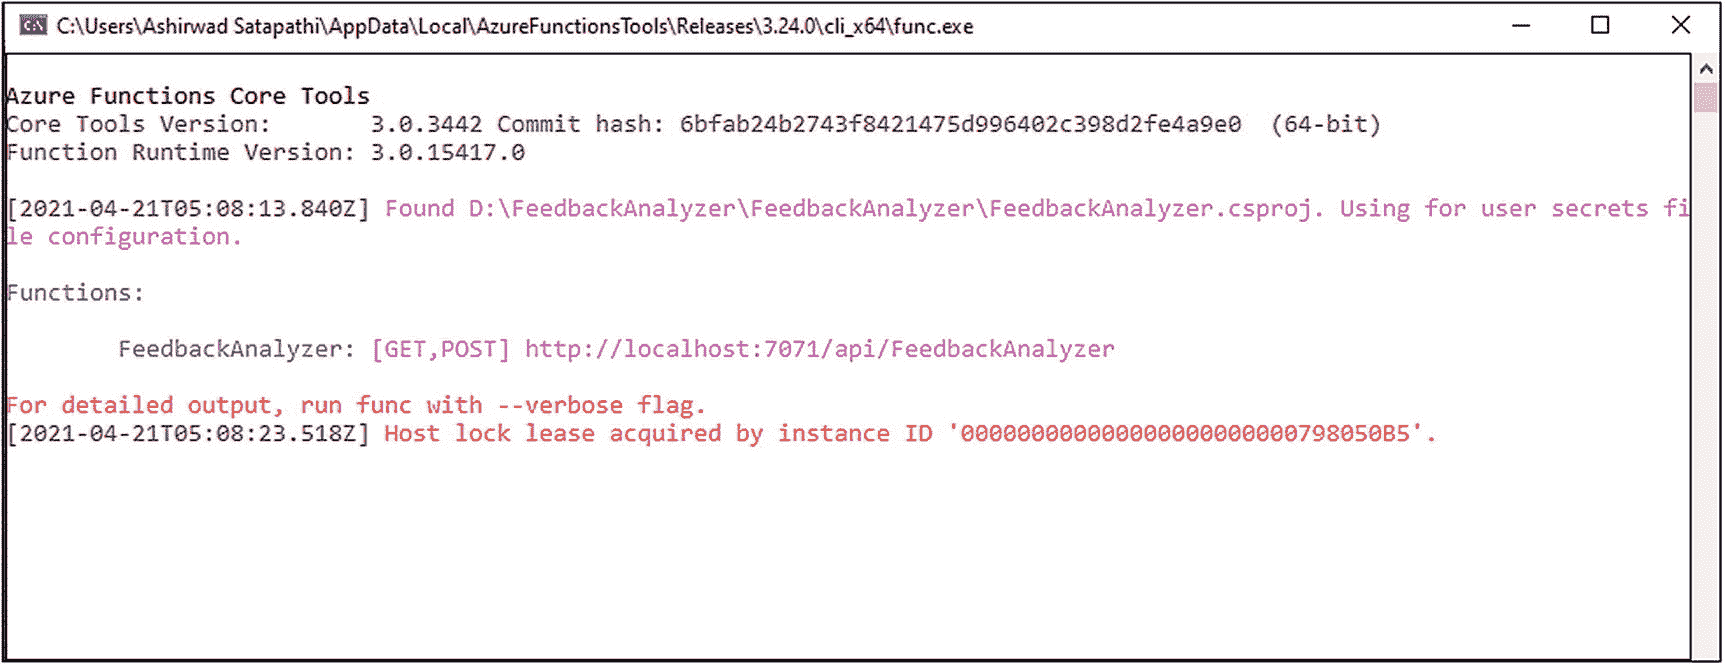 C:\Users\Ashirwad Satapathi\AppData\Local\AzureFunctionsTools\Releases\3.24.0\cli_x64\func.exe
Azure Functions Core Tools
Core Tools Version:       3.0.3442 Commit hash: 6bfab24b2743f8421475d996402c398d2fe4a9e0  (64-bit)
Function Runtime Version: 3.0.15417.0
[2021-04-21T05:08:13.840Z] Found D:\FeedbackAnalyzer\FeedbackAnalyzer\FeedbackAnalyzer.csproj. Using for user secrets fi
le configuration.
Functions:
FeedbackAnalyzer: [GET,POST] http://localhost:7071/api/FeedbackAnalyzer
For detailed output, run func with --verbose flag.
[2021-04-21T05:08:23.518Z] Host lock lease acquired by instance ID '000000000000000000000000798050B5'.